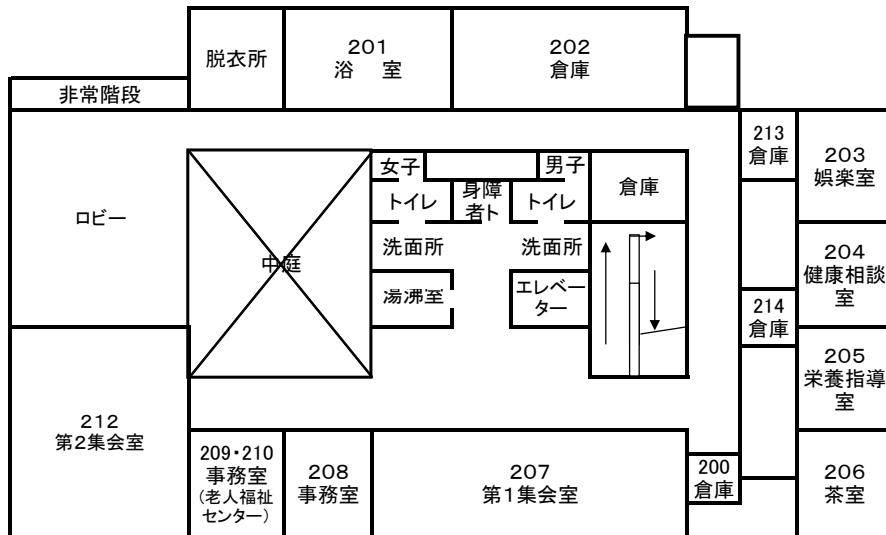 脱衣所
201
浴　室
202
倉庫
非常階段
213
倉庫
203
娯楽室
女子
トイレ
身障
者ト
男子
トイレ
倉庫
ロビー
中庭
洗面所
洗面所
204
健康相談
室
湯沸室
エレベー
ター
214
倉庫
205
栄養指導
室
212
第2集会室
209・210
事務室
(老人福祉
センター)
208
事務室
207
第1集会室
200
倉庫
206
茶室